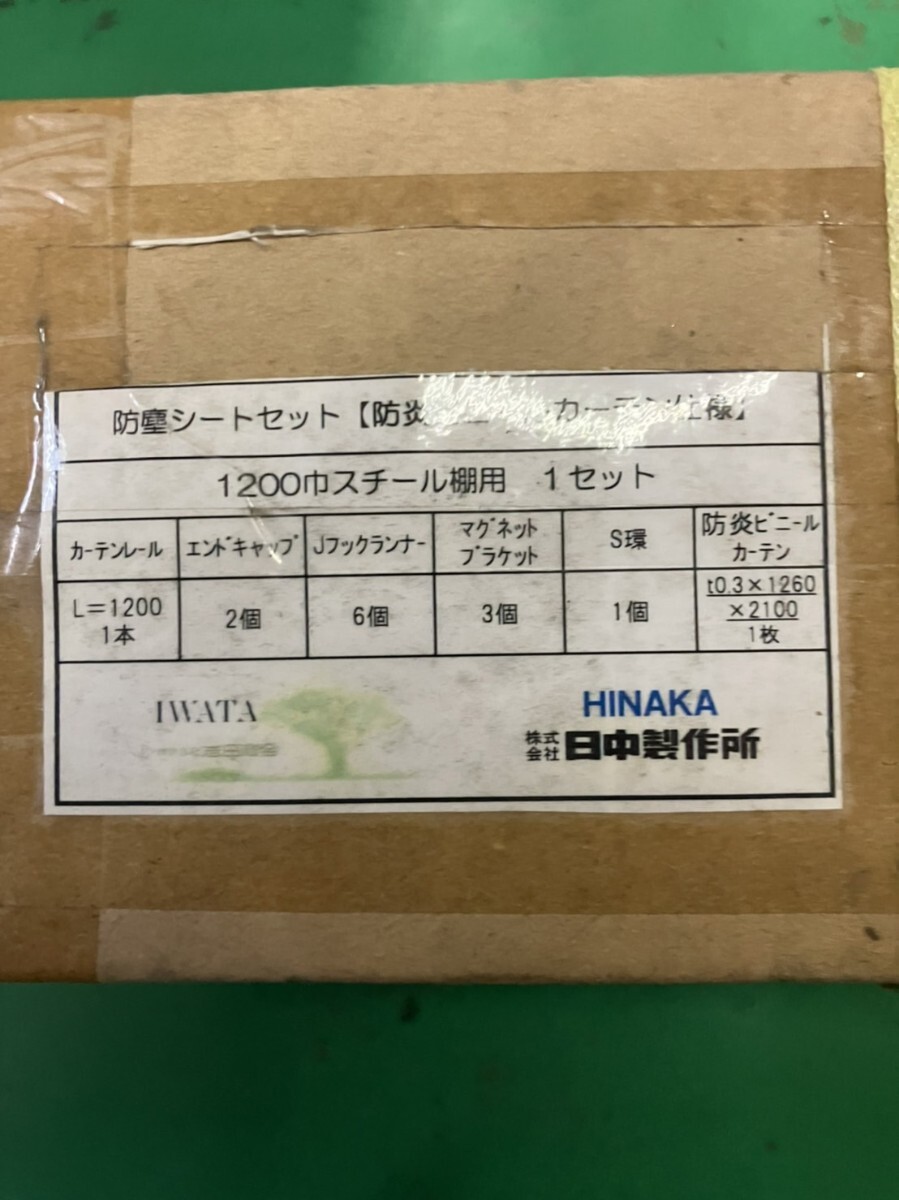 防塵シートセット【防炎 カーテン仕様】
1200巾スチール棚用 1セット
カーテンレール エンドキャップ Jフックランナー マグネットブラケット S環 防炎ビニールカーテン
L=1200 1本 2個 6個 3個 1個 t0.3×1260×2100 1枚
IWATA
HINAKA
株式会社日中製作所